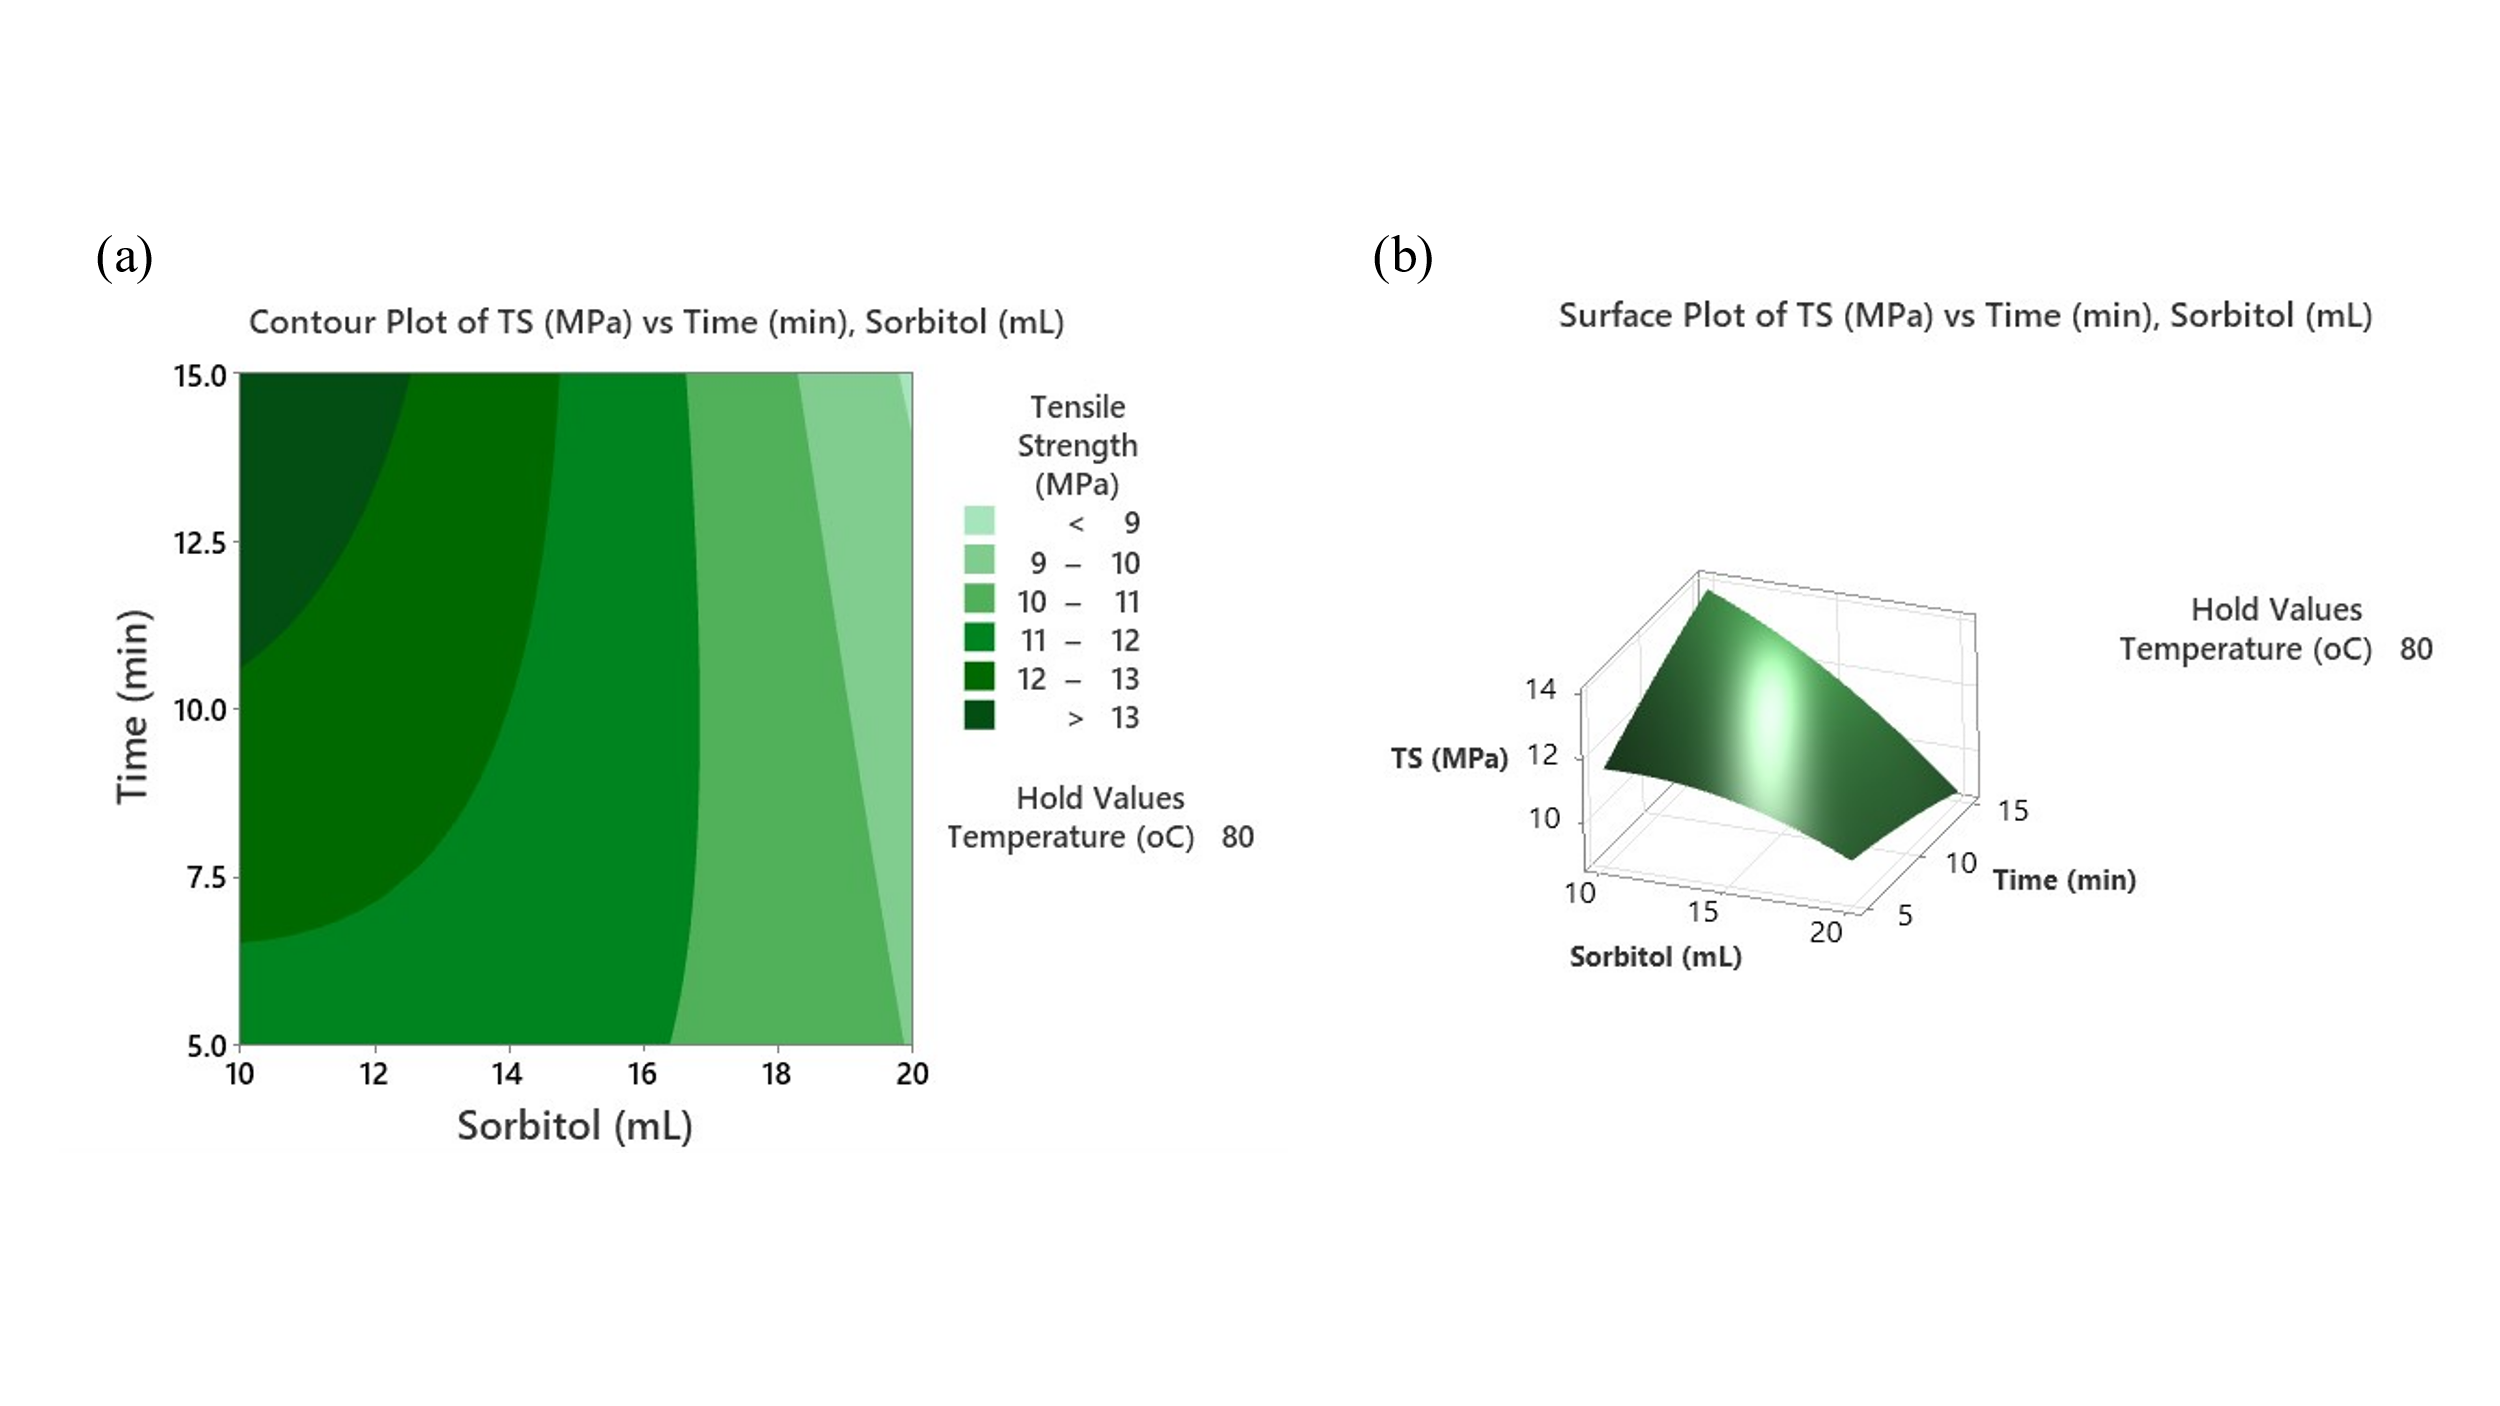 (a)
Contour Plot of TS (MPa) vs Time (min), Sorbitol (mL)
15.0
12.5
10.0
7.5
5.0
Time (min)
10 12 14 16 18 20
Sorbitol (mL)
Tensile
Strength
(MPa)
< 9
9 – 10
10 – 11
11 – 12
12 – 13
> 13
Hold Values
Temperature (oC) 80
(b)
Surface Plot of TS (MPa) vs Time (min), Sorbitol (mL)
Hold Values
Temperature (oC) 80
14
TS (MPa) 12
10
10
15
20
Sorbitol (mL)
15
10
5
Time (min)